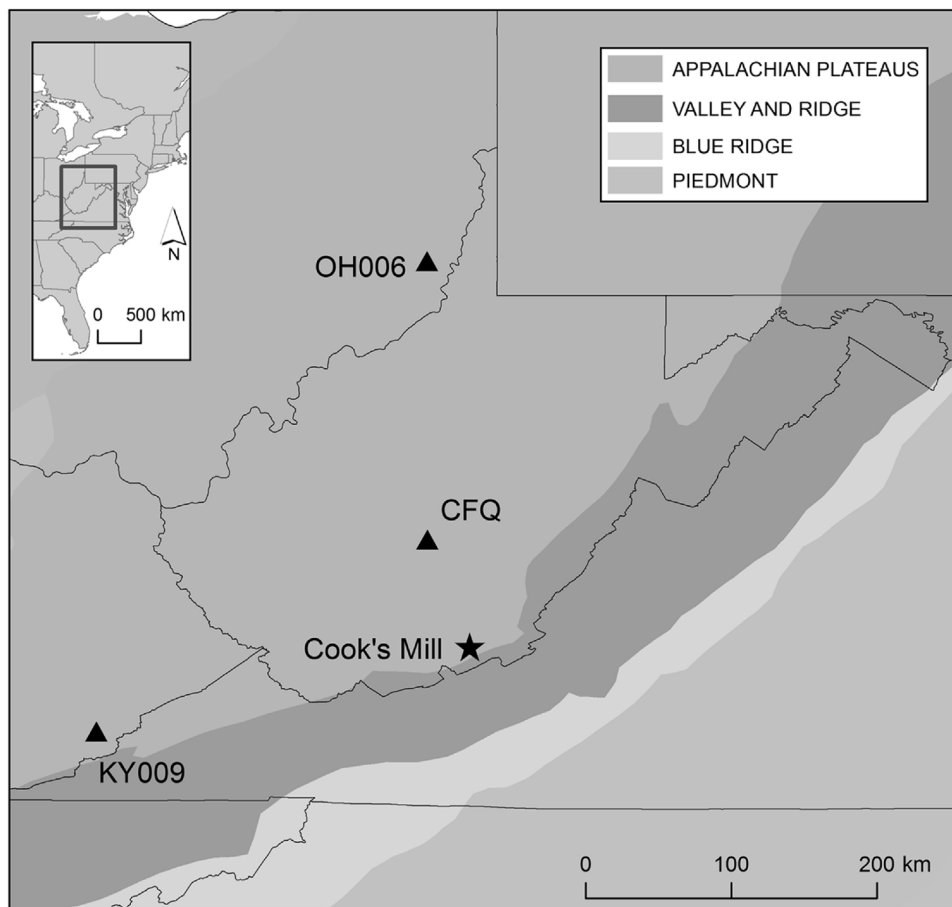 APPALACHIAN PLATEAUS
VALLEY AND RIDGE
BLUE RIDGE
PIEDMONT
N
0 500 km
OH006
CFQ
Cook's Mill
KY009
0 100 200 km